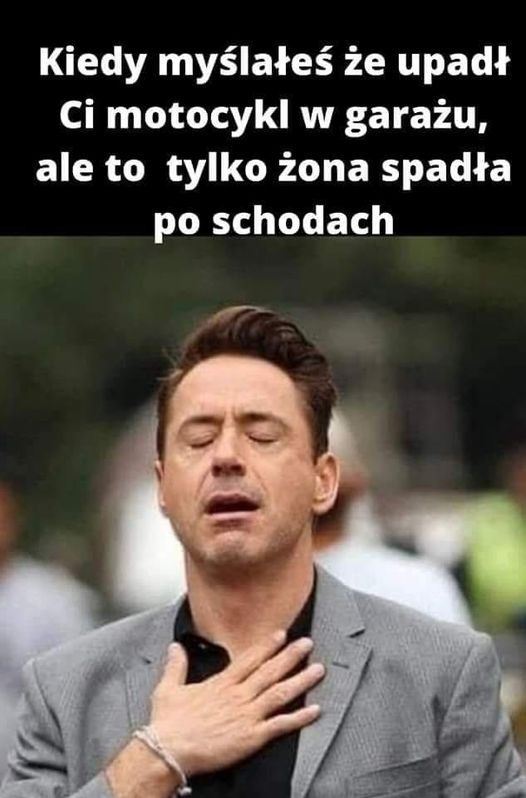 Kiedy myślałeś że upadł
Ci motocykl w garażu,
ale to tylko żona spadła
po schodach